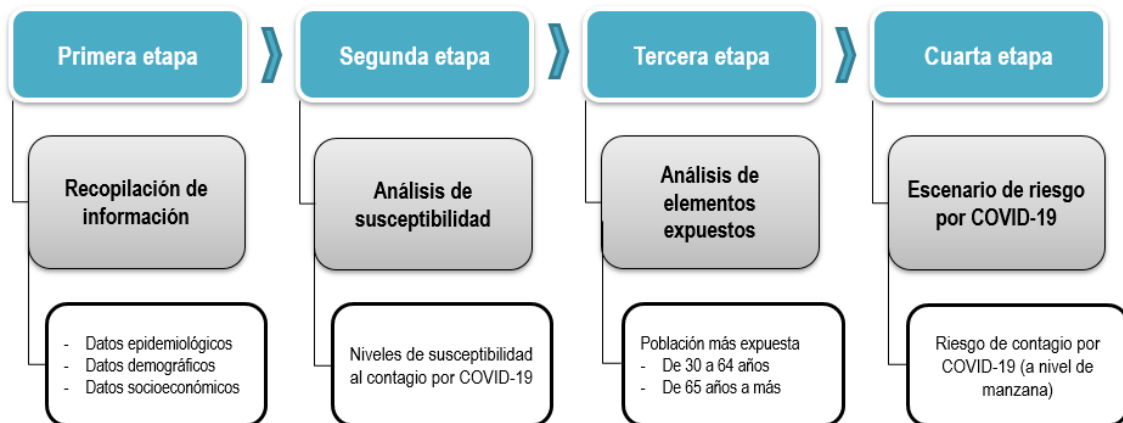 Primera etapa
Segunda etapa
Tercera etapa
Cuarta etapa
Recopilación de
información
Análisis de
susceptibilidad
Análisis de
elementos
expuestos
Escenario de riesgo
por COVID-19
- Datos epidemiológicos
- Datos demográficos
- Datos socioeconómicos
Niveles de susceptibilidad
al contagio por COVID-19
Población más expuesta
- De 30 a 64 años
- De 65 años a más
Riesgo de contagio por
COVID-19 (a nivel de
manzana)